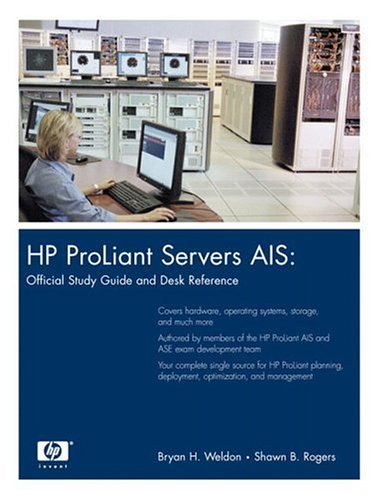 HP ProLiant Servers AIS:
Official Study Guide and Desk Reference
Covers hardware, operating systems, storage,
and much more
Authored by members of the HP ProLiant AIS and
ASE exam development team
Your complete single source for HP ProLiant planning,
deployment, optimization, and management
hp
invent
Bryan H. Weldon • Shawn B. Rogers